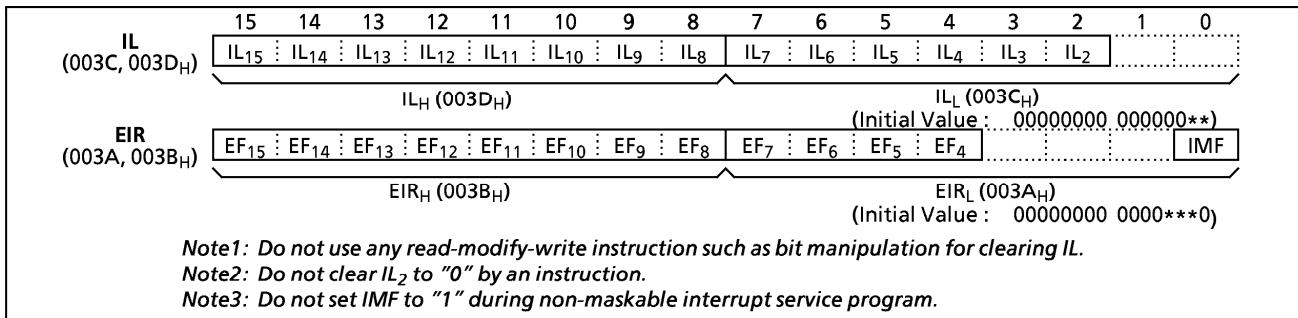 15 14 13 12 11 10 9 8 7 6 5 4 3 2 1 0
IL
(003C, 003DH)
IL15 IL14 IL13 IL12 IL11 IL10 IL9 IL8 IL7 IL6 IL5 IL4 IL3 IL2
ILH (003DH) ILL (003CH)
(Initial Value : 00000000 000000**)
EIR
(003A, 003BH)
EF15 EF14 EF13 EF12 EF11 EF10 EF9 EF8 EF7 EF6 EF5 EF4 IMF
EIRH (003BH) EIRL (003AH)
(Initial Value : 00000000 0000***0)
Note1: Do not use any read-modify-write instruction such as bit manipulation for clearing IL.
Note2: Do not clear IL2 to "0" by an instruction.
Note3: Do not set IMF to "1" during non-maskable interrupt service program.